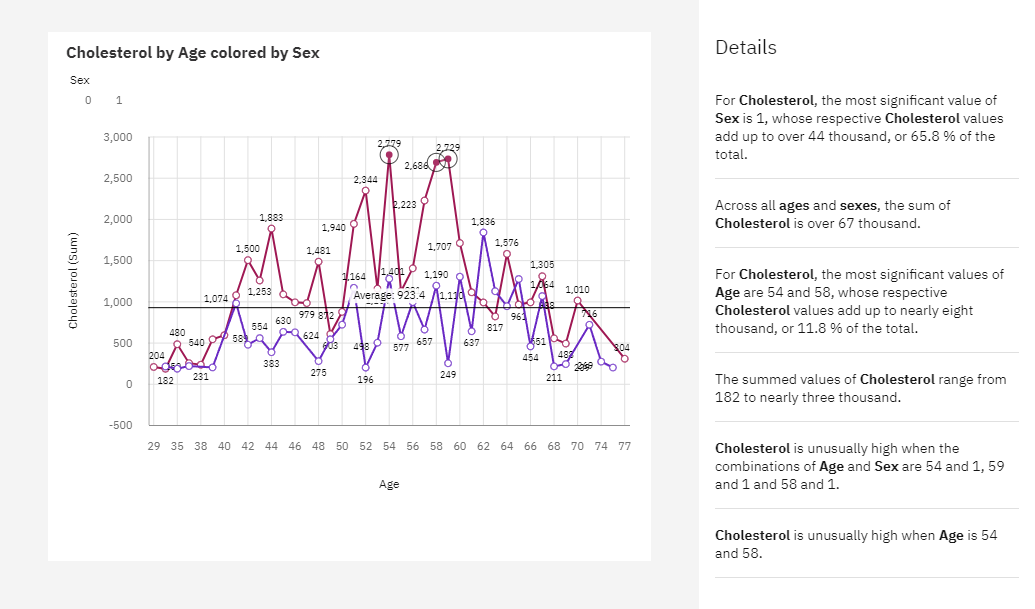 Cholesterol by Age colored by Sex
Sex
0 1
3,000
2,500
2,000
1,500
1,000
500
0
-500
Cholesterol (Sum)
2,779
2,729
2,686
2,344
2,223
1,940
1,883
1,836
1,707
1,576
1,500
1,481
1,401
1,305
1,253
1,190
1,164
1,110
1,074
1,064
1,010
Average: 923.4
979 872
961
817
716
657
637
630
624
603
577
554
540
498
480
454
383
304
275
249
231
211
204
196
182
29 35 38 40 42 44 46 48 50 52 54 56 58 60 62 64 66 68 70 74 77
Age
Details
For Cholesterol, the most significant value of
Sex is 1, whose respective Cholesterol values
add up to over 44 thousand, or 65.8 % of the
total.
Across all ages and sexes, the sum of
Cholesterol is over 67 thousand.
For Cholesterol, the most significant values of
Age are 54 and 58, whose respective
Cholesterol values add up to nearly eight
thousand, or 11.8 % of the total.
The summed values of Cholesterol range from
182 to nearly three thousand.
Cholesterol is unusually high when the
combinations of Age and Sex are 54 and 1, 59
and 1 and 58 and 1.
Cholesterol is unusually high when Age is 54
and 58.